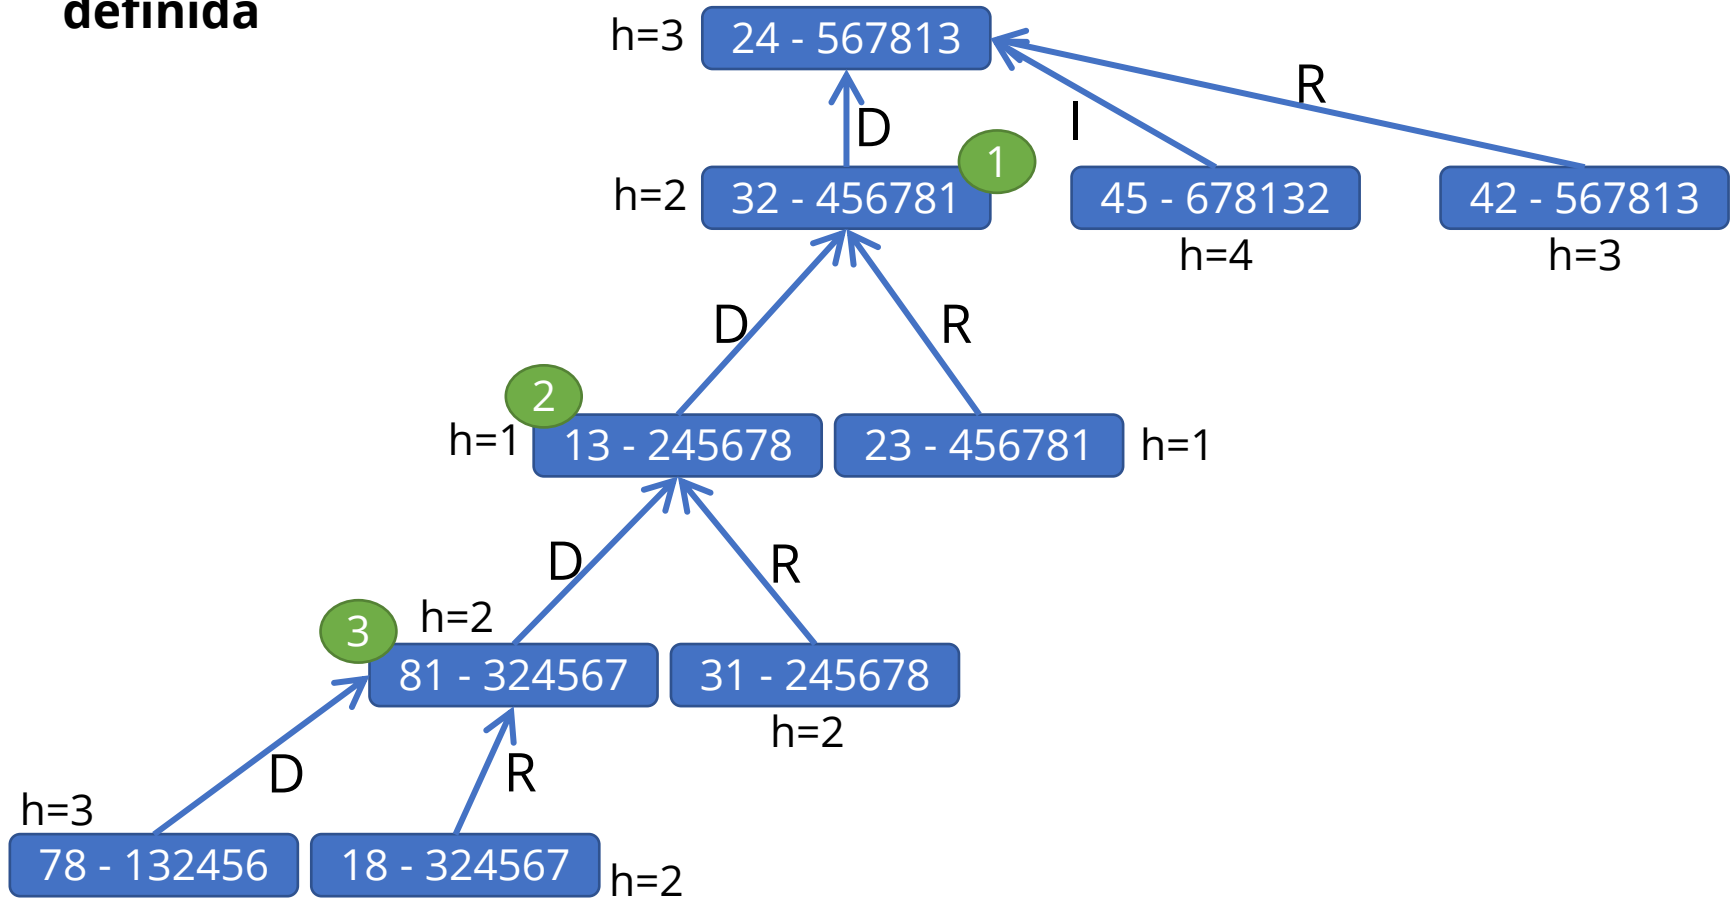 definida
h=3
24 - 567813
R
I
D
1
h=2
32 - 456781
45 - 678132
42 - 567813
h=4
h=3
D
R
2
h=1
13 - 245678
23 - 456781
h=1
D
R
3
h=2
81 - 324567
31 - 245678
h=2
D
R
h=3
78 - 132456
18 - 324567
h=2